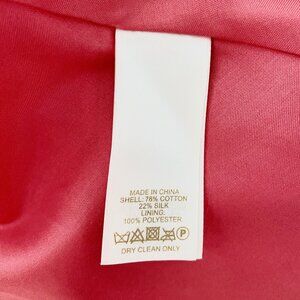 MADE IN CHINA
SHELL: 78% COTTON
22% SILK
LINING:
100% POLYESTER
P
DRY CLEAN ONLY